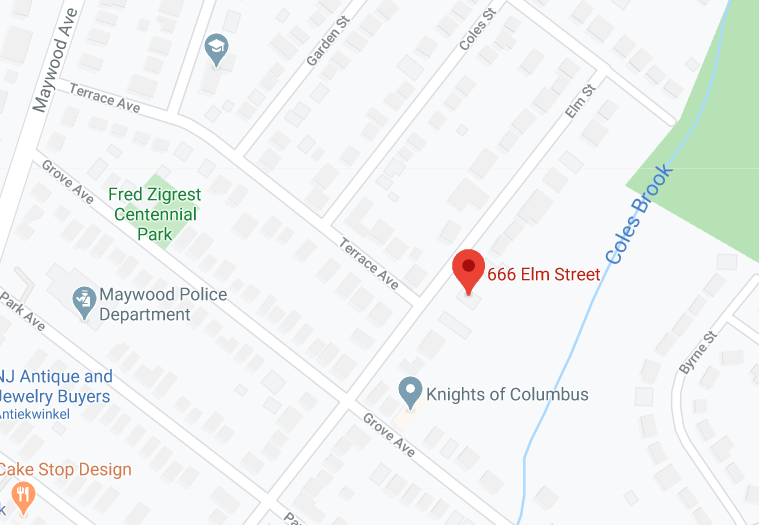 Maywood Ave
Garden St
Coles St
Terrace Ave
Elm St
Grove Ave
Fred Zigrest
Centennial
Park
Coles Brook
Terrace Ave
666 Elm Street
Maywood Police
Department
Park Ave
Byrne St
NJ Antique and
Jewelry Buyers
Antiekwinkel
Knights of Columbus
Grove Ave
Cake Stop Design